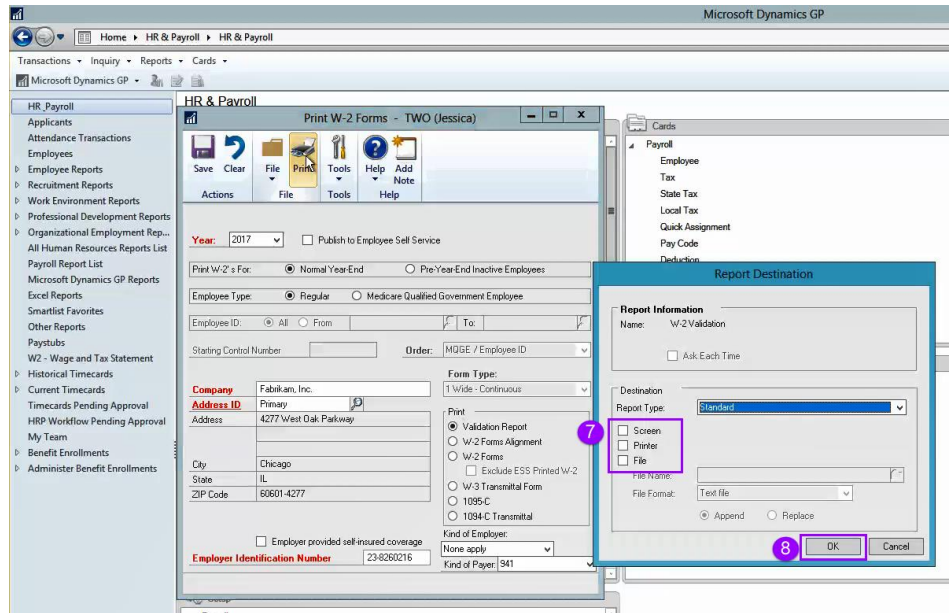 Microsoft Dynamics GP
Home HR & Payroll HR & Payroll
Transactions Inquiry Reports Cards
Microsoft Dynamics GP
HR_Payroll
Applicants
Attendance Transactions
Employees
Employee Reports
Recruitment Reports
Work Environment Reports
Professional Development Reports
Organizational Employment Rep...
All Human Resources Reports List
Payroll Report List
Microsoft Dynamics GP Reports
Excel Reports
Smartlist Favorites
Other Reports
Paystubs
W2 - Wage and Tax Statement
Historical Timecards
Current Timecards
Timecards Pending Approval
HRP Workflow Pending Approval
My Team
Benefit Enrollments
Administer Benefit Enrollments
HR & Payroll
Print W-2 Forms - TWO (Jessica)
Save Clear File Print Tools Help Add Note
Actions File Tools Help
Year: 2017 Publish to Employee Self Service
Print W-2's For: Normal Year-End Pre-Year-End Inactive Employees
Employee Type: Regular Medicare Qualified Government Employee
Employee ID: All From To:
Starting Control Number Order: MQGE / Employee ID
Form Type:
1 Wide - Continuous
Company Fabrikam, Inc.
Address ID Primary
Address 4277 West Oak Parkway
City Chicago
State IL
ZIP Code 60601-4277
Print
Validation Report
W-2 Forms Alignment
W-2 Forms
Exclude ESS Printed W-2
W-3 Transmittal Form
1095-C
1094-C Transmittal
Employer provided self-insured coverage
Employer Identification Number 23-8260216
Kind of Employer:
None apply
Kind of Payer: 941
Cards
Payroll
Employee
Tax
State Tax
Local Tax
Quick Assignment
Pay Code
Deduction
Report Destination
Report Information
Name: W-2 Validation
Ask Each Time
Destination
Report Type: Standard
7
Screen
Printer
File
File Name:
File Format: Text file
Append Replace
8 OK Cancel